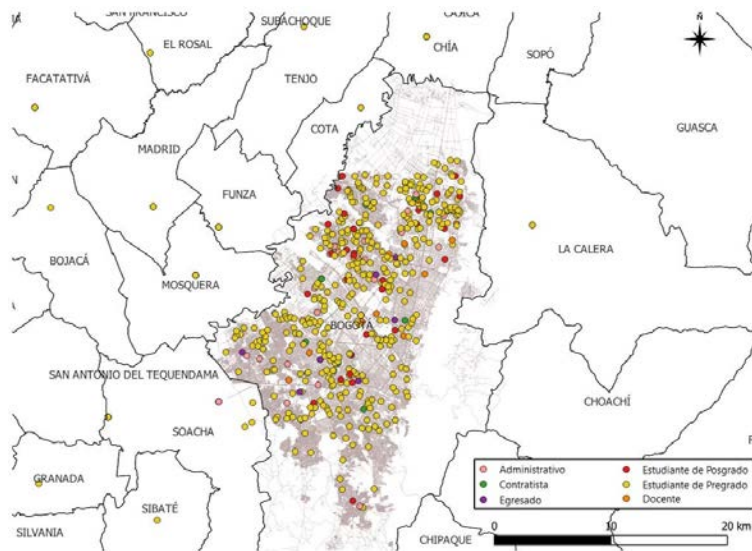 SAN FRANCISCO
SUBACHOQUE
EL ROSAL
CHÍA
SOPÓ
TENJO
FACATATIVÁ
COTA
GUASCA
MADRID
FUNZA
LA CALERA
BOJACÁ
MOSQUERA
BOGOTÁ
SAN ANTONIO DEL TEQUENDAMA
CHOACHÍ
SOACHA
GRANADA
SIBATÉ
SILVANIA
CHIPAQUE
Administrativo
Contratista
Egresado
Estudiante de Posgrado
Estudiante de Pregrado
Docente
0 10 20 km